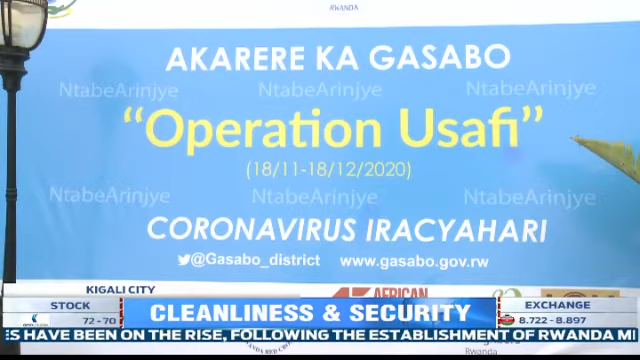 RWANDA
AKARERE KA GASABO
NtabeArinjye NtabeArinjye NtabeArinjye
“Operation Usafi”
(18/11-18/12/2020)
NtabeArinjye NtabeArinjye NtabeArinjye
CORONAVIRUS IRACYAHARI
@Gasabo_district www.gasabo.gov.rw
KIGALI CITY
AFRICAN
STOCK
72 - 70
CLEANLINESS & SECURITY
EXCHANGE
8.722 - 8.897
ES HAVE BEEN ON THE RISE, FOLLOWING THE ESTABLISHMENT OF RWANDA MI
Rwanda